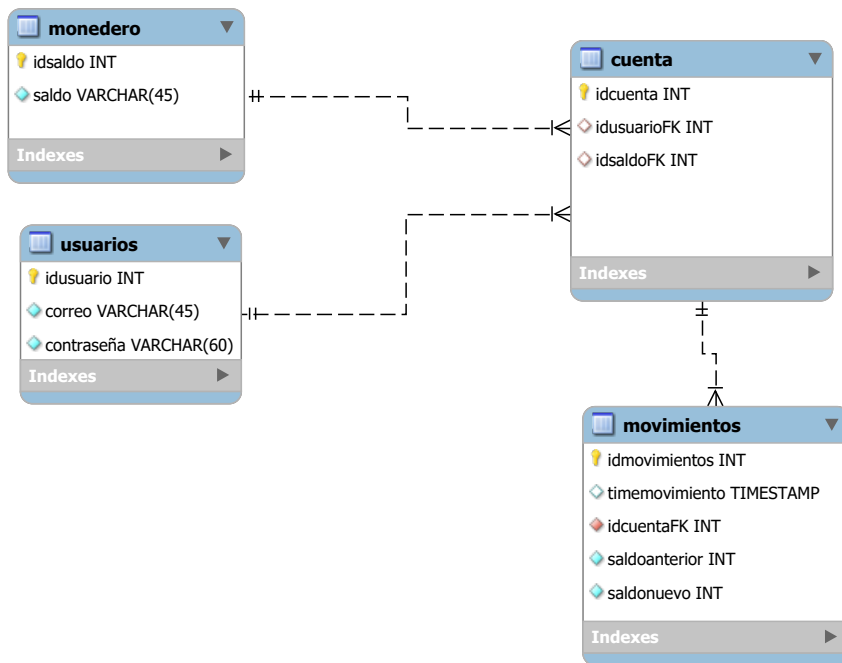 monedero
idsaldo INT
saldo VARCHAR(45)
Indexes
usuarios
idusuario INT
correo VARCHAR(45)
contraseña VARCHAR(60)
Indexes
cuenta
idcuenta INT
idusuarioFK INT
idsaldoFK INT
Indexes
movimientos
idmovimientos INT
timemovimiento TIMESTAMP
idcuentaFK INT
saldoanterior INT
saldonuevo INT
Indexes